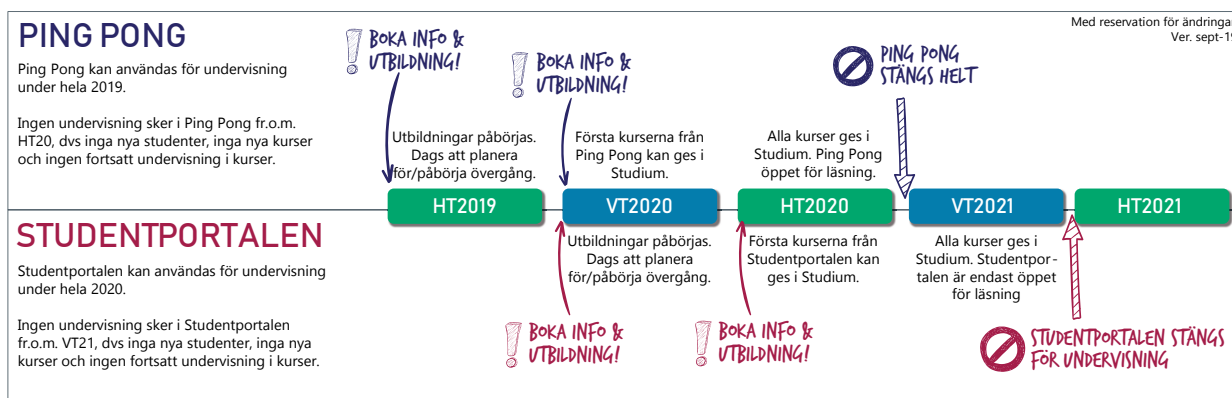 PING PONG
Ping Pong kan användas för undervisning
under hela 2019.
Ingen undervisning sker i Ping Pong fr.o.m.
HT20, dvs inga nya studenter, inga nya kurser
och ingen fortsatt undervisning i kurser.
BOKA INFO &
UTBILDNING!
BOKA INFO &
UTBILDNING!
PING PONG
STÄNGS HELT
Med reservation för ändringa
Ver. sept-19
Utbildningar påbörjas.
Dags att planera
för/påbörja övergång.
Första kurserna från
Ping Pong kan ges i
Studium.
Alla kurser ges i
Studium. Ping Pong
öppet för läsning.
HT2019
VT2020
HT2020
VT2021
HT2021
STUDENTPORTALEN
Studentportalen kan användas för undervisning
under hela 2020.
Ingen undervisning sker i Studentportalen
fr.o.m. VT21, dvs inga nya studenter, inga nya
kurser och ingen fortsatt undervisning i kurser.
Utbildningar påbörjas.
Dags att planera
för/påbörja övergång.
Första kurserna från
Studentportalen kan
ges i Studium.
Alla kurser ges i
Studium. Studentpor-
talen är endast öppet
för läsning
BOKA INFO &
UTBILDNING!
BOKA INFO &
UTBILDNING!
STUDENTPORTALEN STÄNGS
FÖR UNDERVISNING